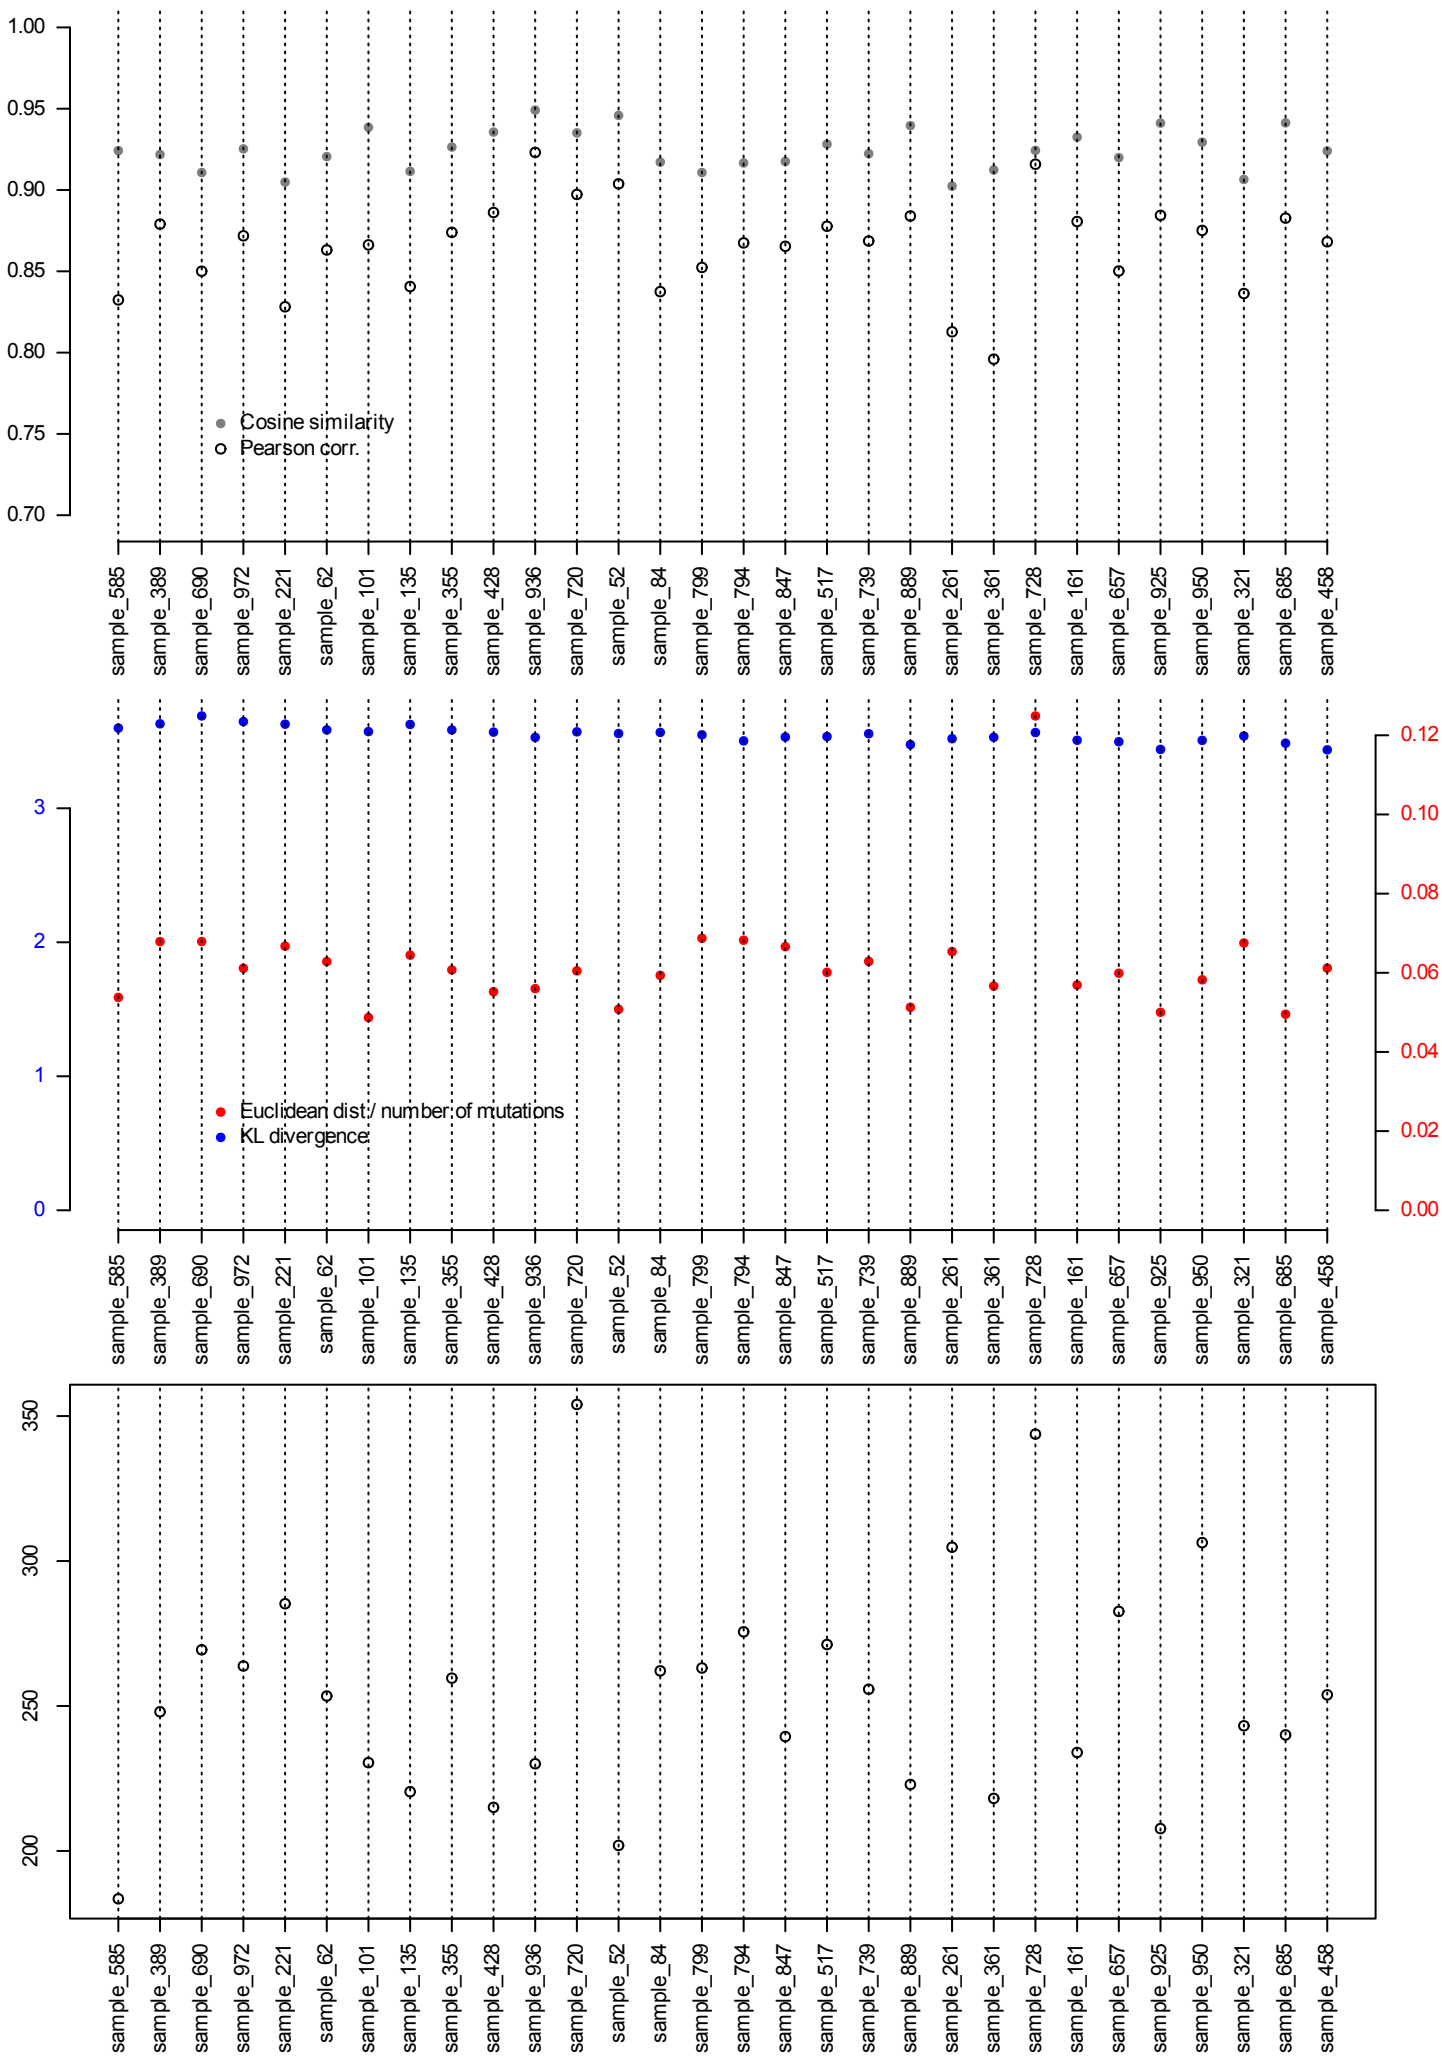 1.00
0.95
0.90
0.85
0.80
0.75
0.70
Cosine similarity
Pearson corr.
sample_585
sample_389
sample_690
sample_972
sample_221
sample_62
sample_101
sample_135
sample_355
sample_428
sample_936
sample_720
sample_52
sample_84
sample_799
sample_794
sample_847
sample_517
sample_739
sample_889
sample_261
sample_361
sample_728
sample_161
sample_657
sample_925
sample_950
sample_321
sample_685
sample_458
3
2
1
0
0.12
0.10
0.08
0.06
0.04
0.02
0.00
Euclidean dist./ number of mutations
KL divergence
sample_585
sample_389
sample_690
sample_972
sample_221
sample_62
sample_101
sample_135
sample_355
sample_428
sample_936
sample_720
sample_52
sample_84
sample_799
sample_794
sample_847
sample_517
sample_739
sample_889
sample_261
sample_361
sample_728
sample_161
sample_657
sample_925
sample_950
sample_321
sample_685
sample_458
350
300
250
200
sample_585
sample_389
sample_690
sample_972
sample_221
sample_62
sample_101
sample_135
sample_355
sample_428
sample_936
sample_720
sample_52
sample_84
sample_799
sample_794
sample_847
sample_517
sample_739
sample_889
sample_261
sample_361
sample_728
sample_161
sample_657
sample_925
sample_950
sample_321
sample_685
sample_458